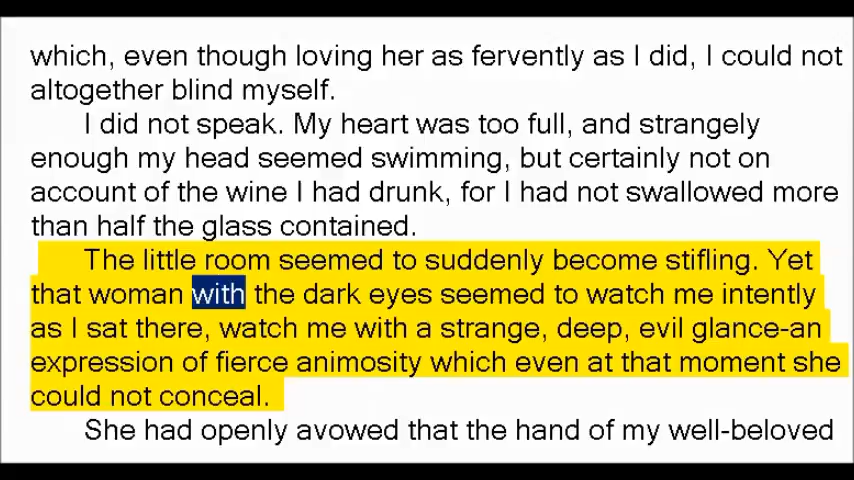 which, even though loving her as fervently as I did, I could not
altogether blind myself.
I did not speak. My heart was too full, and strangely
enough my head seemed swimming, but certainly not on
account of the wine I had drunk, for I had not swallowed more
than half the glass contained.
The little room seemed to suddenly become stifling. Yet
that woman with the dark eyes seemed to watch me intently
as I sat there, watch me with a strange, deep, evil glance-an
expression of fierce animosity which even at that moment she
could not conceal.
She had openly avowed that the hand of my well-beloved